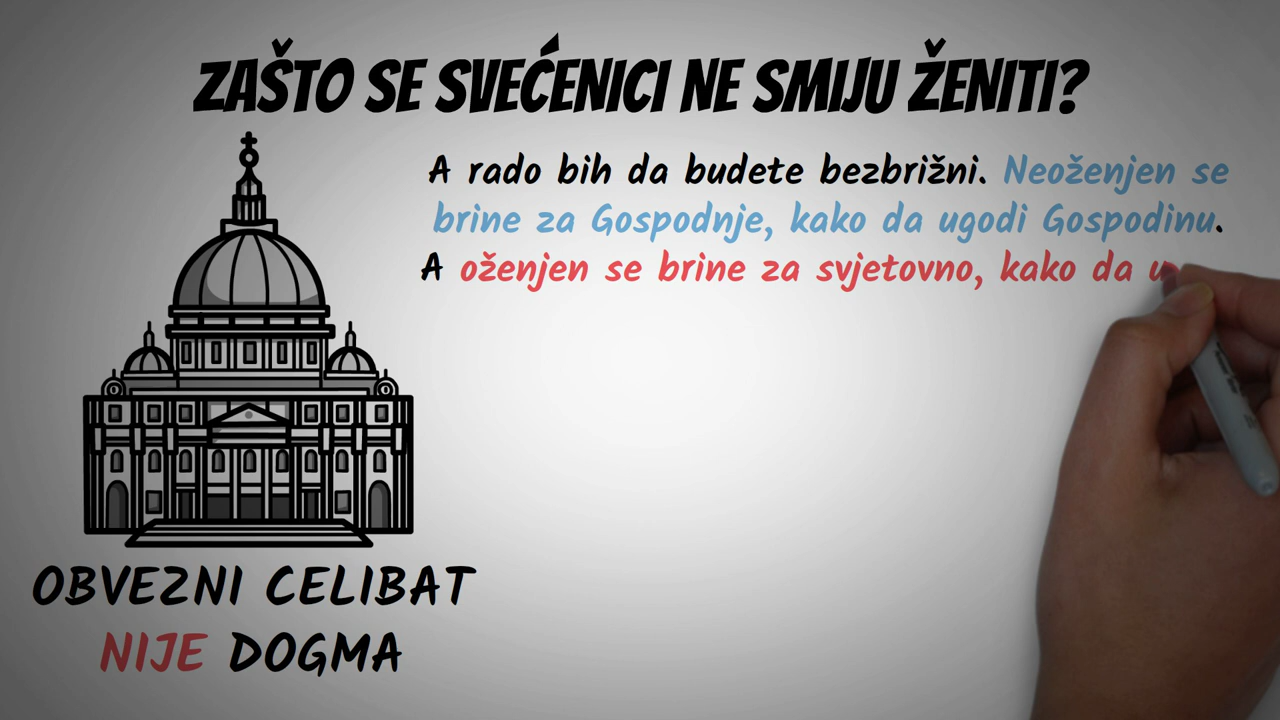 ZAŠTO SE SVEĆENICI NE SMIJU ŽENITI?
A rado bih da budete bezbrižni. Neoženjen se
brine za Gospodnje, kako da ugodi Gospodinu.
A oženjen se brine za svjetovno, kako da
OBVEZNI CELIBAT
NIJE DOGMA